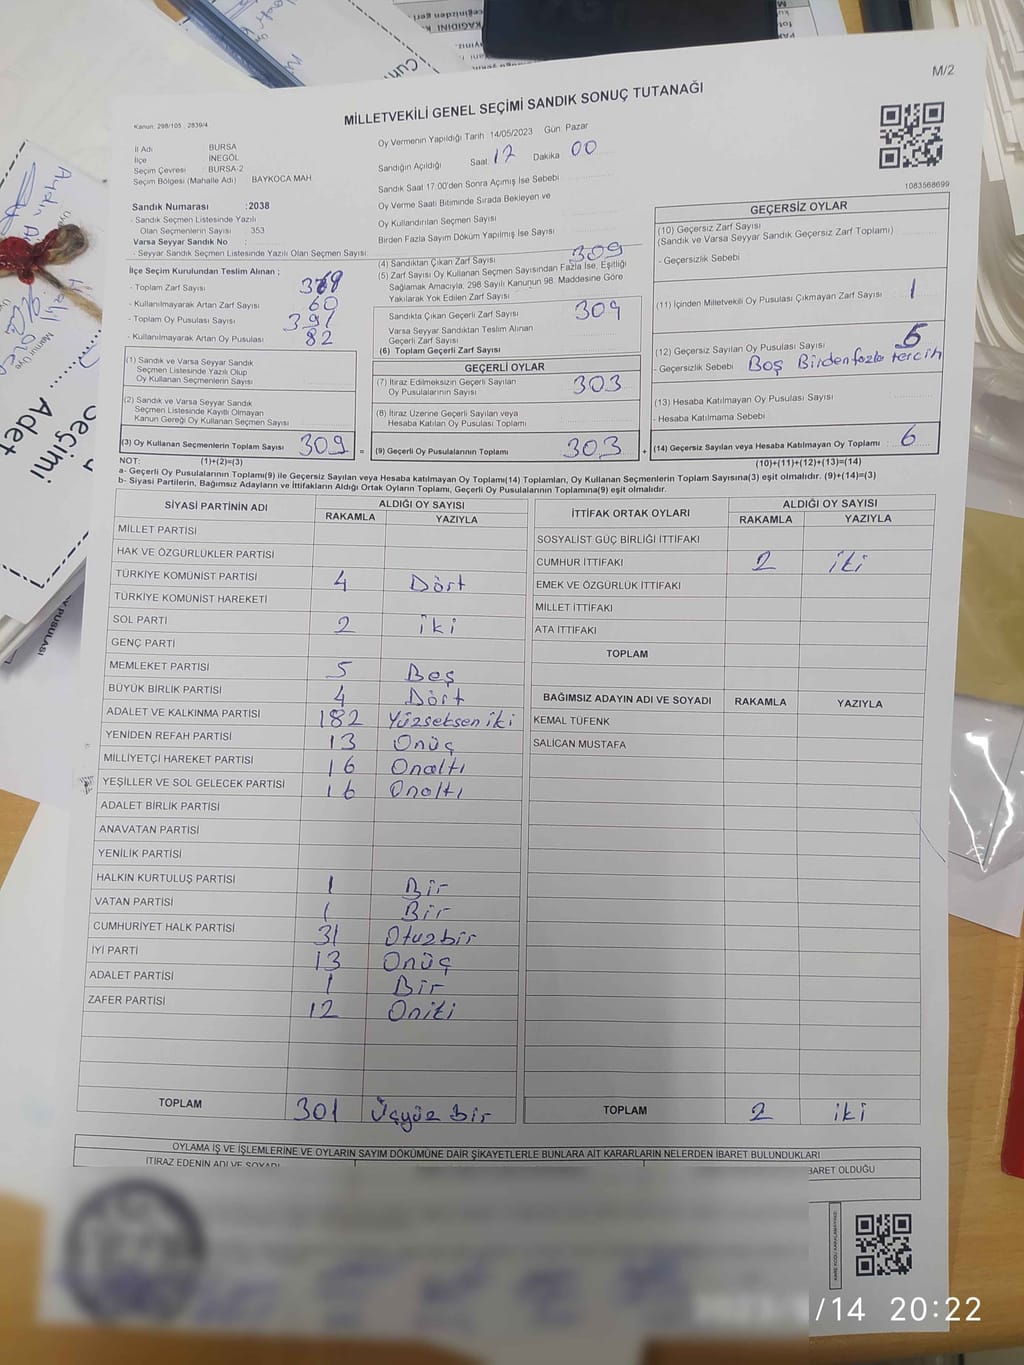 M/2
MİLLETVEKİLİ GENEL SEÇİMİ SANDIK SONUÇ TUTANAĞI
Kanun: 298/105 , 2839/4
İl Adı BURSA
İlçe İNEGÖL
Seçim Çevresi BURSA-2
Seçim Bölgesi (Mahalle Adı) BAYKOCA MAH
Oy Vermenin Yapıldığı Tarih 14/05/2023 Gün: Pazar
Sandığın Açıldığı Saat 17 Dakika 00
Sandık Saat 17:00'den Sonra Açımış İse Sebebi
Oy Verme Saati Bitiminde Sırada Bekleyen ve
Oy Kullandırılan Seçmen Sayısı
Birden Fazla Sayım Döküm Yapılmış İse Sayısı
1083568699
Sandık Numarası :2038
- Sandık Seçmen Listesinde Yazılı
Olan Seçmenlerin Sayısı : 353
Varsa Seyyar Sandık No :
- Seyyar Sandık Seçmen Listesinde Yazılı Olan Seçmen Sayısı:
İlçe Seçim Kurulundan Teslim Alınan ;
- Toplam Zarf Sayısı 369
- Kullanılmayarak Artan Zarf Sayısı 60
- Toplam Oy Pusulası Sayısı 391
- Kullanılmayarak Artan Oy Pusulası 82
(1) Sandık ve Varsa Seyyar Sandık
Seçmen Listesinde Yazılı Olup
Oy Kullanan Seçmenlerin Sayısı
(2) Sandık ve Varsa Seyyar Sandık
Seçmen Listesinde Kayıtlı Olmayan
Kanun Gereği Oy Kullanan Seçmen Sayısı
(3) Oy Kullanan Seçmenlerin Toplam Sayısı 309 =
(4) Sandıktan Çıkan Zarf Sayısı 309
(5) Zarf Sayısı Oy Kullanan Seçmen Sayısından Fazla İse, Eşitliği
Sağlamak Amacıyla, 298 Sayılı Kanunun 98. Maddesine Göre
Yakılarak Yok Edilen Zarf Sayısı
Sandıkta Çıkan Geçerli Zarf Sayısı 309
Varsa Seyyar Sandıktan Teslim Alınan
Geçerli Zarf Sayısı
(6) Toplam Geçerli Zarf Sayısı
GEÇERLİ OYLAR
(7) İtiraz Edilmeksizin Geçerli Sayılan
Oy Pusulalarının Sayısı 303
(8) İtiraz Üzerine Geçerli Sayılan veya
Hesaba Katılan Oy Pusulası Toplamı
(9) Geçerli Oy Pusulalarının Toplamı 303 +
GEÇERSİZ OYLAR
(10) Geçersiz Zarf Sayısı
(Sandık ve Varsa Seyyar Sandık Geçersiz Zarf Toplamı)
- Geçersizlik Sebebi
(11) İçinden Milletvekili Oy Pusulası Çıkmayan Zarf Sayısı 1
(12) Geçersiz Sayılan Oy Pusulası Sayısı 5
- Geçersizlik Sebebi Boş Birden fazla tercih
(13) Hesaba Katılmayan Oy Pusulası Sayısı
- Hesaba Katılmama Sebebi
(14) Geçersiz Sayılan veya Hesaba Katılmayan Oy Toplamı : 6
NOT: (1)+(2)=(3)
(10)+(11)+(12)+(13)=(14)
a- Geçerli Oy Pusulalarının Toplamı(9) ile Geçersiz Sayılan veya Hesaba katılmayan Oy Toplamı(14) Toplamları, Oy Kullanan Seçmenlerin Toplam Sayısına(3) eşit olmalıdır. (9)+(14)=(3)
b- Siyasi Partilerin, Bağımsız Adayların ve İttifakların Aldığı Ortak Oyların Toplamı, Geçerli Oy Pusulalarının Toplamına(9) eşit olmalıdır.
SİYASİ PARTİNİN ADI ALDIĞI OY SAYISI
RAKAMLA YAZIYLA
MİLLET PARTİSİ
HAK VE ÖZGÜRLÜKLER PARTİSİ
TÜRKİYE KOMÜNİST PARTİSİ 4 Dört
TÜRKİYE KOMÜNİST HAREKETİ
SOL PARTİ 2 iki
GENÇ PARTİ
MEMLEKET PARTİSİ 5 Beş
BÜYÜK BİRLİK PARTİSİ 4 Dört
ADALET VE KALKINMA PARTİSİ 182 Yüzseksen iki
YENİDEN REFAH PARTİSİ 13 Onüç
MİLLİYETÇİ HAREKET PARTİSİ 16 Onaltı
YEŞİLLER VE SOL GELECEK PARTİSİ 16 Onaltı
ADALET BİRLİK PARTİSİ
ANAVATAN PARTİSİ
YENİLİK PARTİSİ
HALKIN KURTULUŞ PARTİSİ 1 Bir
VATAN PARTİSİ 1 Bir
CUMHURİYET HALK PARTİSİ 31 Otuzbir
İYİ PARTİ 13 Onüç
ADALET PARTİSİ 1 Bir
ZAFER PARTİSİ 12 Oniki
TOPLAM 301 Üçyüz bir
İTTİFAK ORTAK OYLARI ALDIĞI OY SAYISI
RAKAMLA YAZIYLA
SOSYALİST GÜÇ BİRLİĞİ İTTİFAKI
CUMHUR İTTİFAKI 2 iki
EMEK VE ÖZGÜRLÜK İTTİFAKI
MİLLET İTTİFAKI
ATA İTTİFAKI
TOPLAM
BAĞIMSIZ ADAYIN ADI VE SOYADI RAKAMLA YAZIYLA
KEMAL TÜFENK
SALİCAN MUSTAFA
TOPLAM 2 iki
OYLAMA İŞ VE İŞLEMLERİNE VE OYLARIN SAYIM DÖKÜMÜNE DAİR ŞİKAYETLERLE BUNLARA AİT KARARLARIN NELERDEN İBARET BULUNDUKLARI
İTİRAZ EDENİN ADI VE SOYADI
BARET OLDUĞU
KARE KODU KARALAMAYINIZ!
/14 20:22
eçimi
Adet
OY PUSULASI